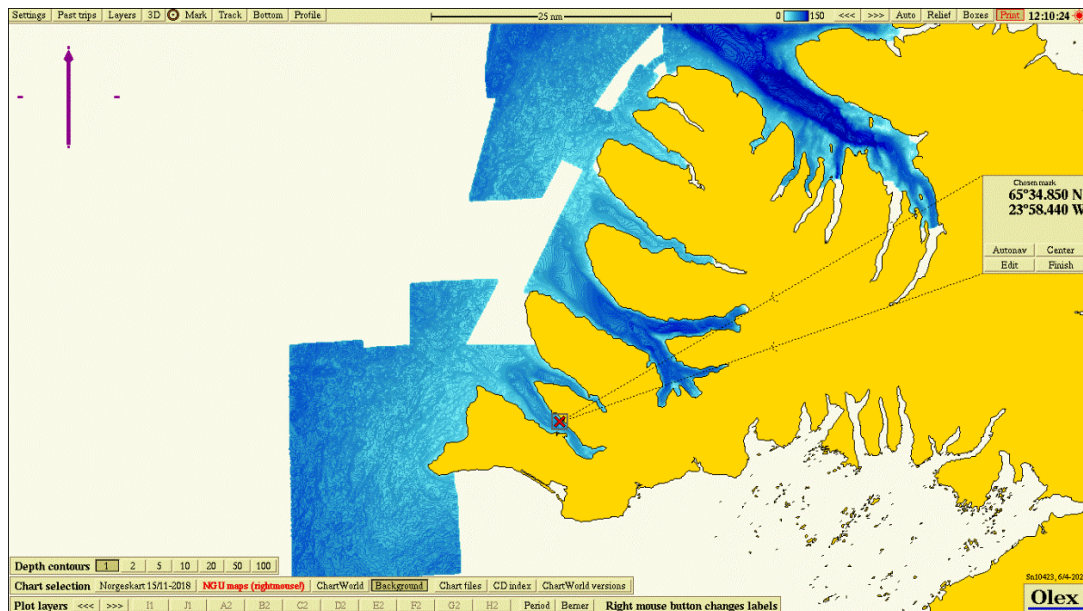 Settings Past trips Layers 3D Mark Track Bottom Profile 25 nm 0 150 <<< >>> Auto Relief Boxes Print 12:10:24
Chosen mark
65°34.850 N
23°58.440 W
Autonav Center
Edit Finish
Depth contours 1 2 5 10 20 50 100
Chart selection Norgeskart 15/11-2018 NGU maps (rightmouse!) ChartWorld Background Chart files CD index ChartWorld versions
Sn10423, 6/4-202
Olex
Plot layers <<< >>> I1 J1 A2 B2 C2 D2 E2 F2 G2 H2 Period Berner Right mouse button changes labels